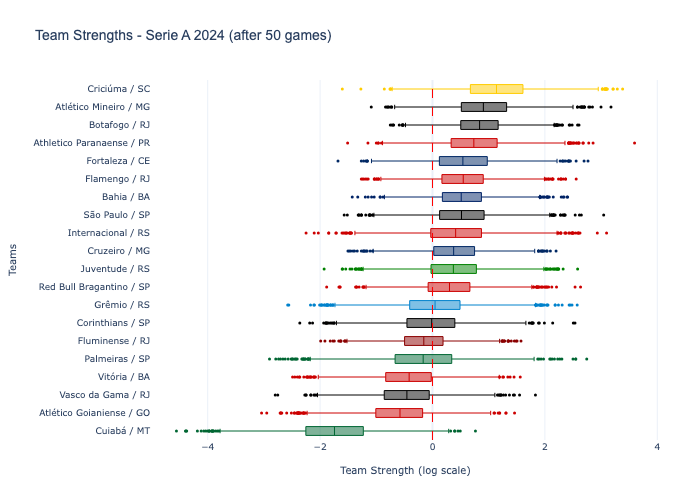 Team Strengths - Serie A 2024 (after 50 games)
Criciúma / SC
Atlético Mineiro / MG
Botafogo / RJ
Athletico Paranaense / PR
Fortaleza / CE
Flamengo / RJ
Bahia / BA
São Paulo / SP
Internacional / RS
Cruzeiro / MG
Juventude / RS
Red Bull Bragantino / SP
Grêmio / RS
Corinthians / SP
Fluminense / RJ
Palmeiras / SP
Vitória / BA
Vasco da Gama / RJ
Atlético Goianiense / GO
Cuiabá / MT
Teams
−4 −2 0 2 4
Team Strength (log scale)